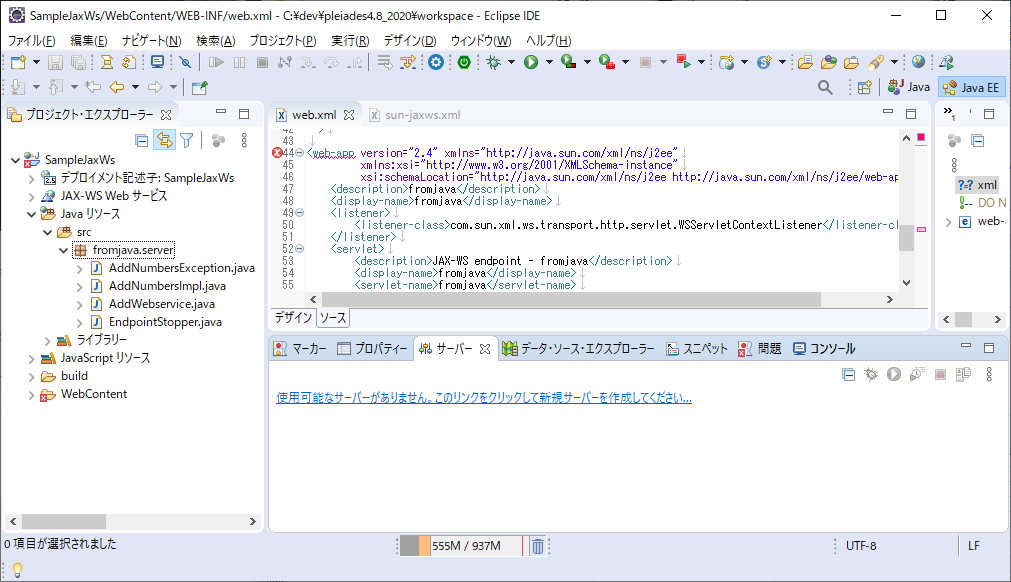 SampleJaxWs/WebContent/WEB-INF/web.xml - C:¥dev¥pleiades4.8_2020¥workspace - Eclipse IDE
ファイル(F) 編集(E) ナビゲート(N) 検索(A) プロジェクト(P) 実行(R) デザイン(D) ウィンドウ(W) ヘルプ(H)
Java
Java EE
プロジェクト・エクスプローラー
SampleJaxWs
デプロイメント記述子: SampleJaxWs
JAX-WS Web サービス
Java リソース
src
fromjava.server
AddNumbersException.java
AddNumbersImpl.java
AddWebservice.java
EndpointStopper.java
ライブラリー
JavaScript リソース
build
WebContent
web.xml
sun-jaxws.xml
42 /↓
43 ↓
44 <web-app version="2.4" xmlns="http://java.sun.com/xml/ns/j2ee"↓
45 xmlns:xsi="http://www.w3.org/2001/XMLSchema-instance"↓
46 xsi:schemaLocation="http://java.sun.com/xml/ns/j2ee http://java.sun.com/xml/ns/j2ee/web-ap
47 <description>fromjava</description>↓
48 <display-name>fromjava</display-name>↓
49 <listener>↓
50 <listener-class>com.sun.xml.ws.transport.http.servlet.WSServletContextListener</listener-cl
51 </listener>↓
52 <servlet>↓
53 <description>JAX-WS endpoint - fromjava</description>↓
54 <display-name>fromjava</display-name>↓
55 <servlet-name>fromjava</servlet-name>↓
デザイン ソース
»1
?=? xml
DO N
web-
マーカー プロパティー サーバー データ・ソース・エクスプローラー スニペット 問題 コンソール
使用可能なサーバーがありません。このリンクをクリックして新規サーバーを作成してください...
0 項目が選択されました
555M / 937M
UTF-8
LF